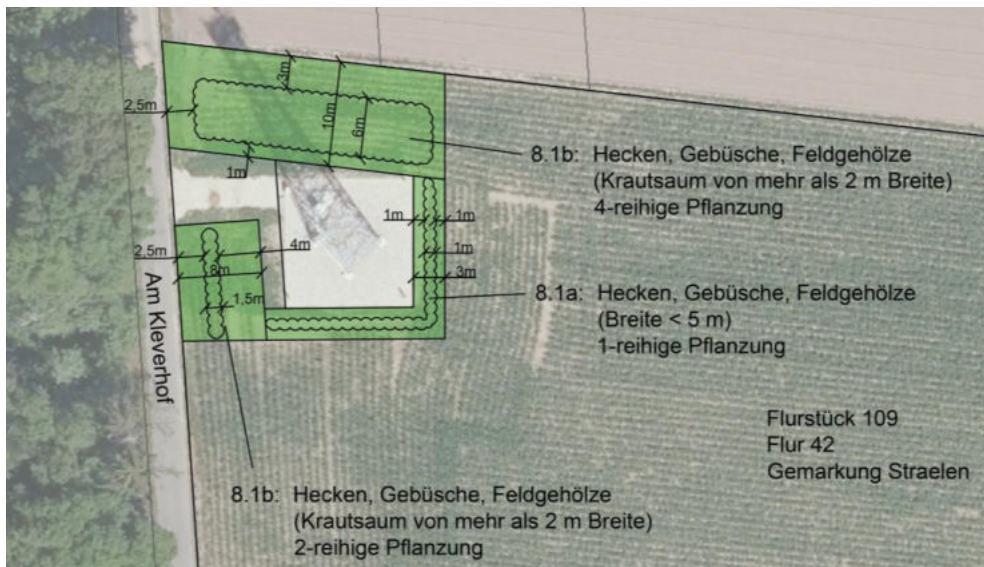 3m
2,5m
10m
6m
8.1b: Hecken, Gebüsche, Feldgehölze
(Krautsaum von mehr als 2 m Breite)
4-reihige Pflanzung
1m
1m
1m
2,5m
4m
1m
8m
3m
1,5m
8.1a: Hecken, Gebüsche, Feldgehölze
(Breite < 5 m)
1-reihige Pflanzung
Am Kleverhof
Flurstück 109
Flur 42
Gemarkung Straelen
8.1b: Hecken, Gebüsche, Feldgehölze
(Krautsaum von mehr als 2 m Breite)
2-reihige Pflanzung